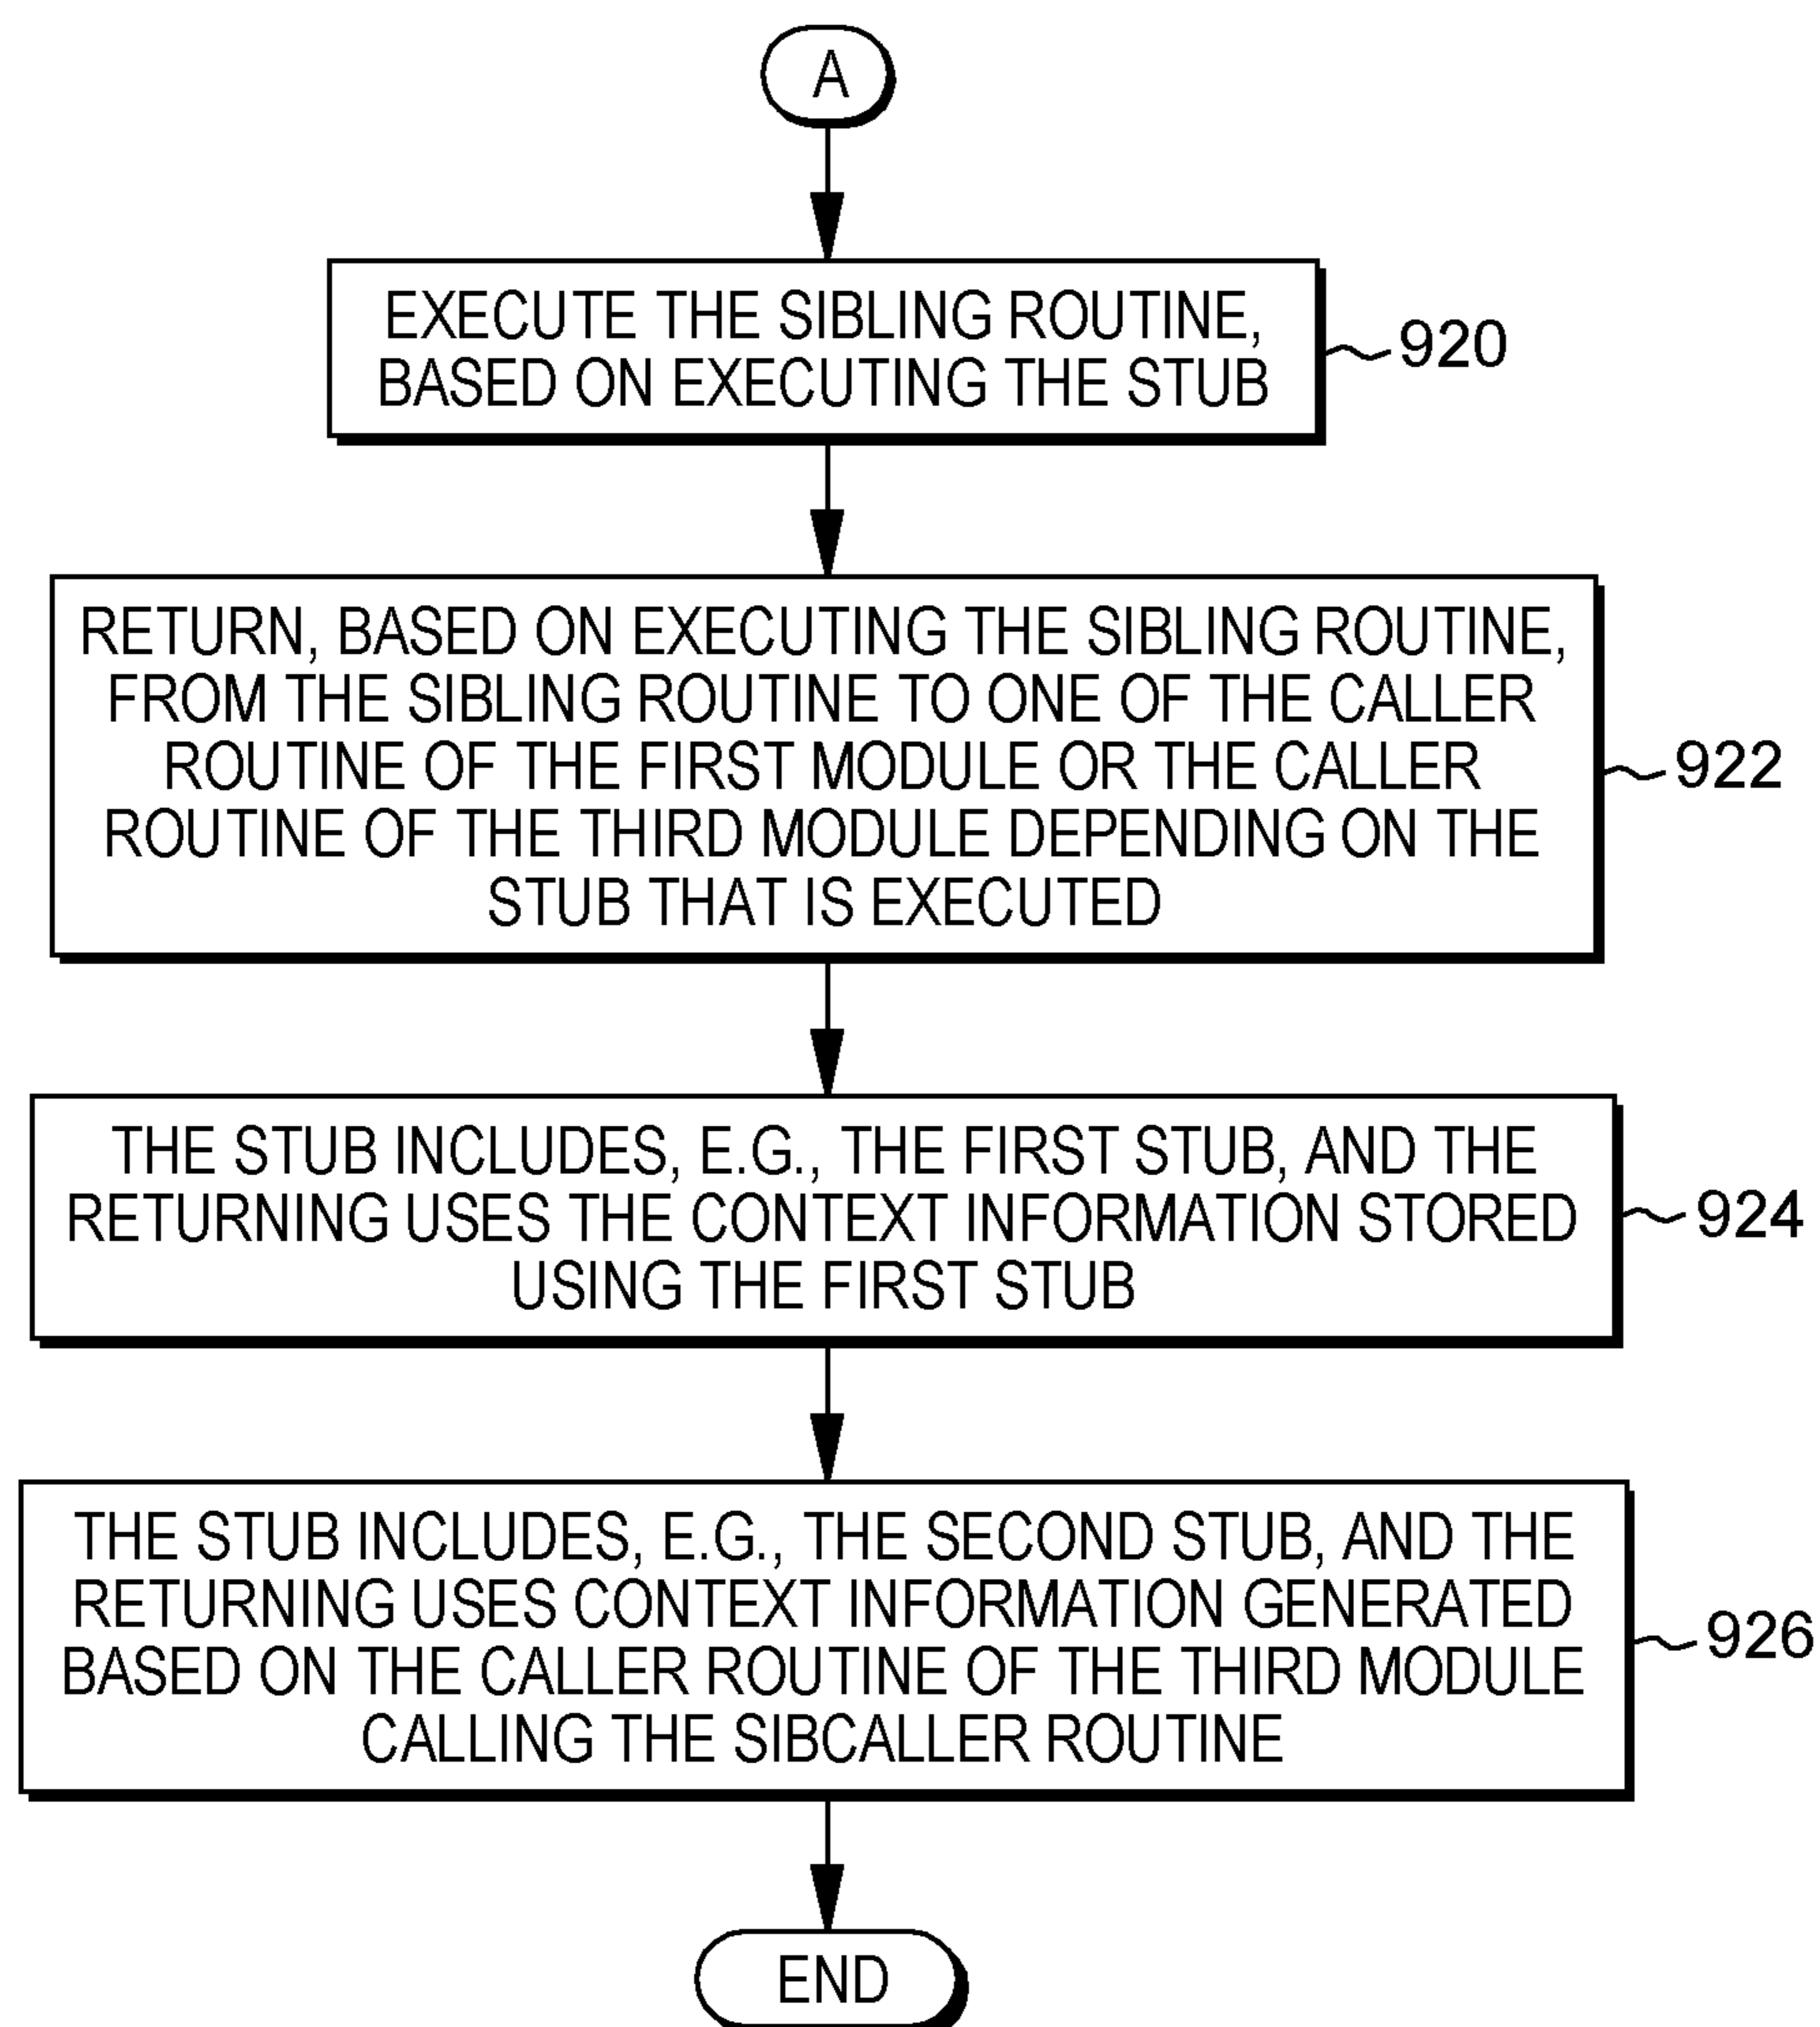 A
EXECUTE THE SIBLING ROUTINE,
BASED ON EXECUTING THE STUB
920
RETURN, BASED ON EXECUTING THE SIBLING ROUTINE,
FROM THE SIBLING ROUTINE TO ONE OF THE CALLER
ROUTINE OF THE FIRST MODULE OR THE CALLER
ROUTINE OF THE THIRD MODULE DEPENDING ON THE
STUB THAT IS EXECUTED
922
THE STUB INCLUDES, E.G., THE FIRST STUB, AND THE
RETURNING USES THE CONTEXT INFORMATION STORED
USING THE FIRST STUB
924
THE STUB INCLUDES, E.G., THE SECOND STUB, AND THE
RETURNING USES CONTEXT INFORMATION GENERATED
BASED ON THE CALLER ROUTINE OF THE THIRD MODULE
CALLING THE SIBCALLER ROUTINE
926
END